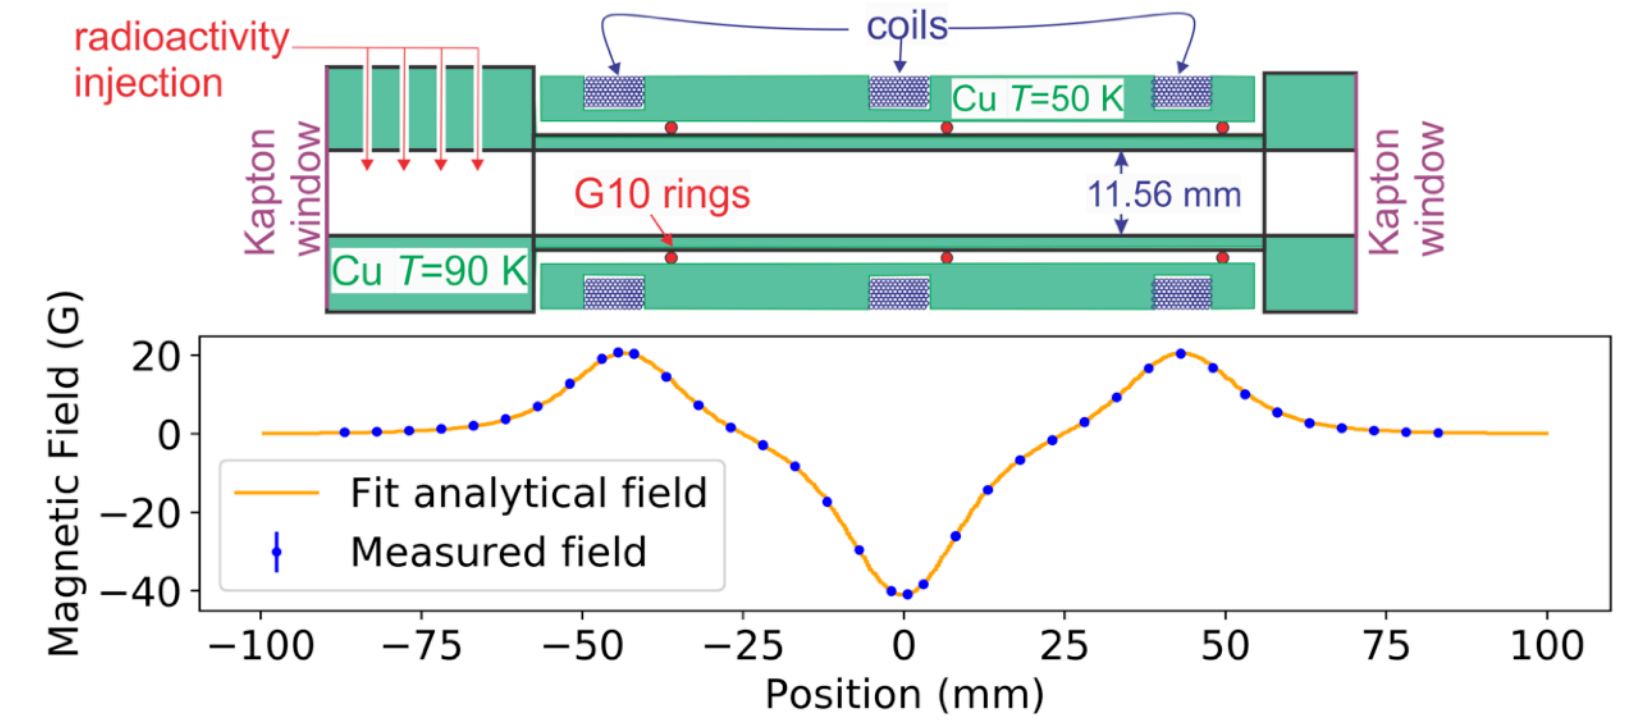 radioactivity
injection
coils
Cu T=50 K
Kapton
window
G10 rings
11.56 mm
Kapton
window
Cu T=90 K
Magnetic Field (G)
20
0
−20
−40
Fit analytical field
Measured field
−100
−75
−50
−25
0
25
50
75
100
Position (mm)